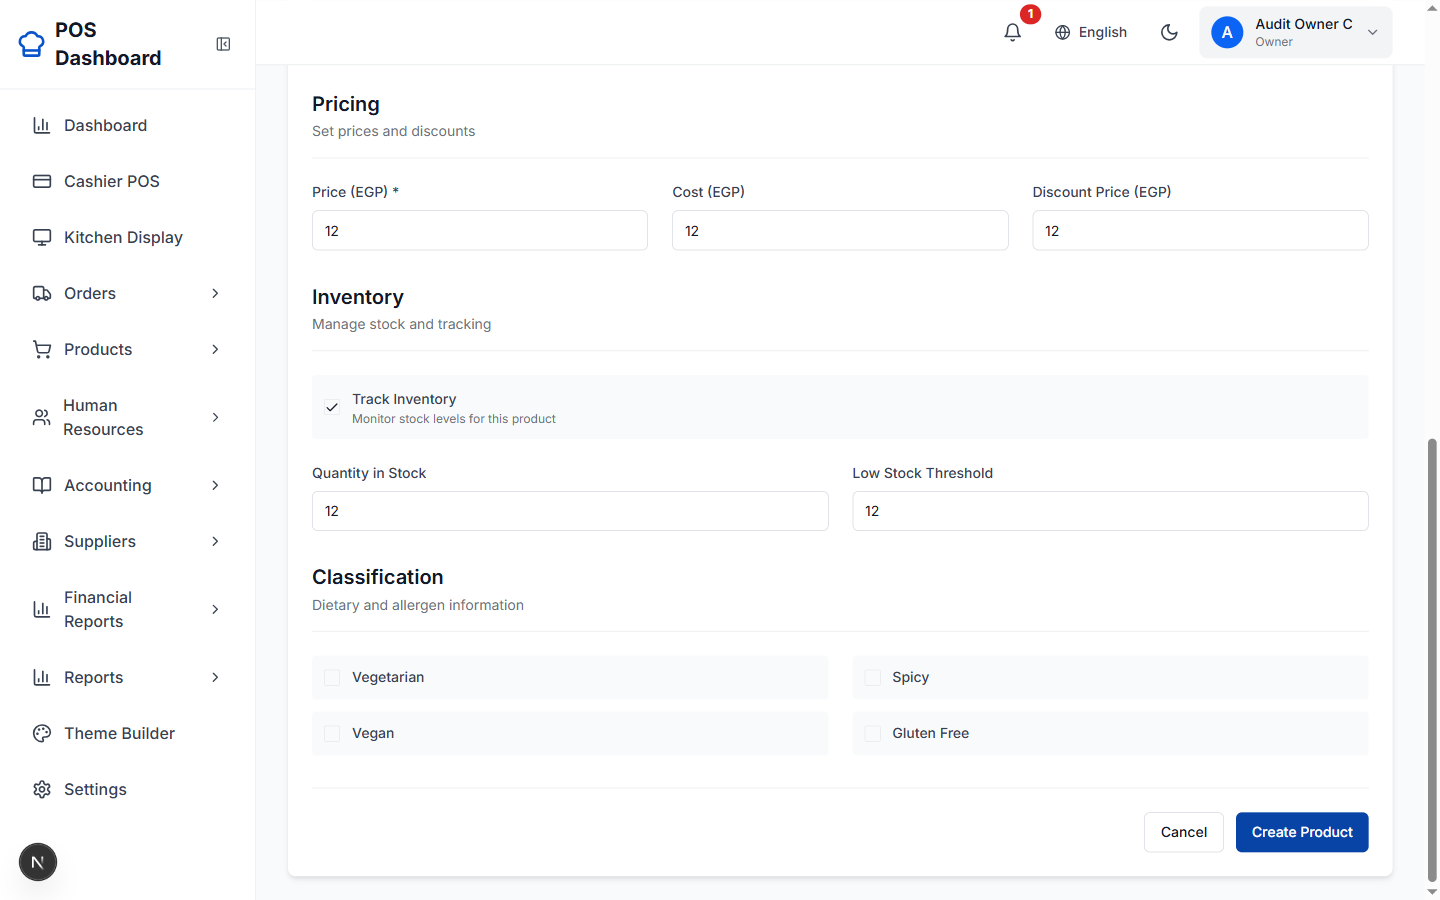 POS
Dashboard
1
English
A
Audit Owner C
Owner
Dashboard
Cashier POS
Kitchen Display
Orders
Products
Human
Resources
Accounting
Suppliers
Financial
Reports
Reports
Theme Builder
Settings
N
Pricing
Set prices and discounts
Price (EGP) *
Cost (EGP)
Discount Price (EGP)
12
12
12
Inventory
Manage stock and tracking
Track Inventory
Monitor stock levels for this product
Quantity in Stock
Low Stock Threshold
12
12
Classification
Dietary and allergen information
Vegetarian
Spicy
Vegan
Gluten Free
Cancel
Create Product